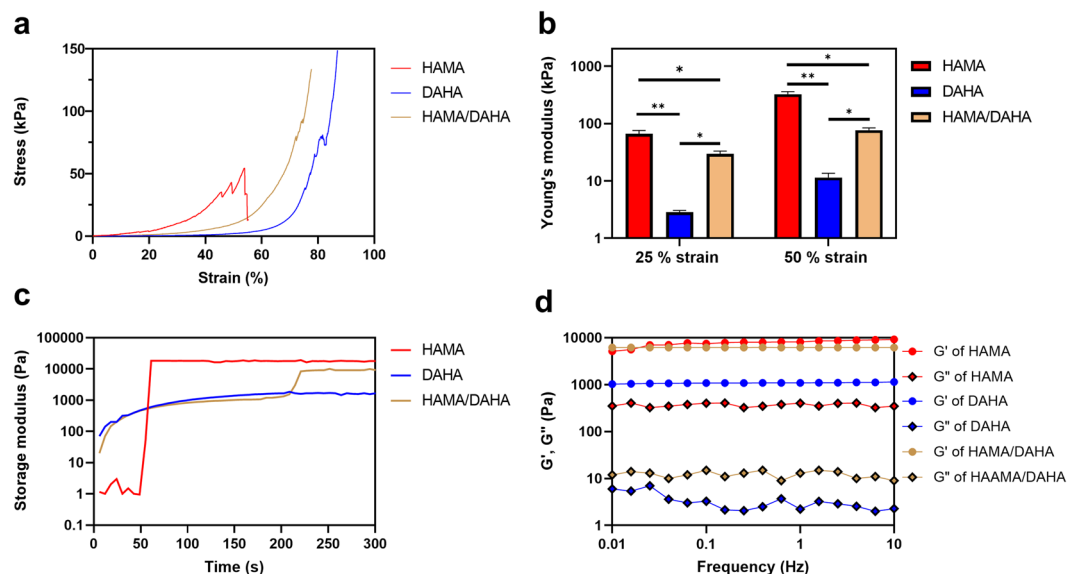 a
150
100
50
0
Stress (kPa)
0 20 40 60 80 100
Strain (%)
HAMA
DAHA
HAMA/DAHA
b
1000
100
10
1
Young's modulus (kPa)
* ** *
* ** *
25 % strain 50 % strain
HAMA
DAHA
HAMA/DAHA
c
100000
10000
1000
100
10
1
0.1
Storage modulus (Pa)
0 50 100 150 200 250 300
Time (s)
HAMA
DAHA
HAMA/DAHA
d
10000
1000
100
10
1
G', G'' (Pa)
0.01 0.1 1 10
Frequency (Hz)
G' of HAMA
G'' of HAMA
G' of DAHA
G'' of DAHA
G' of HAMA/DAHA
G'' of HAAMA/DAHA